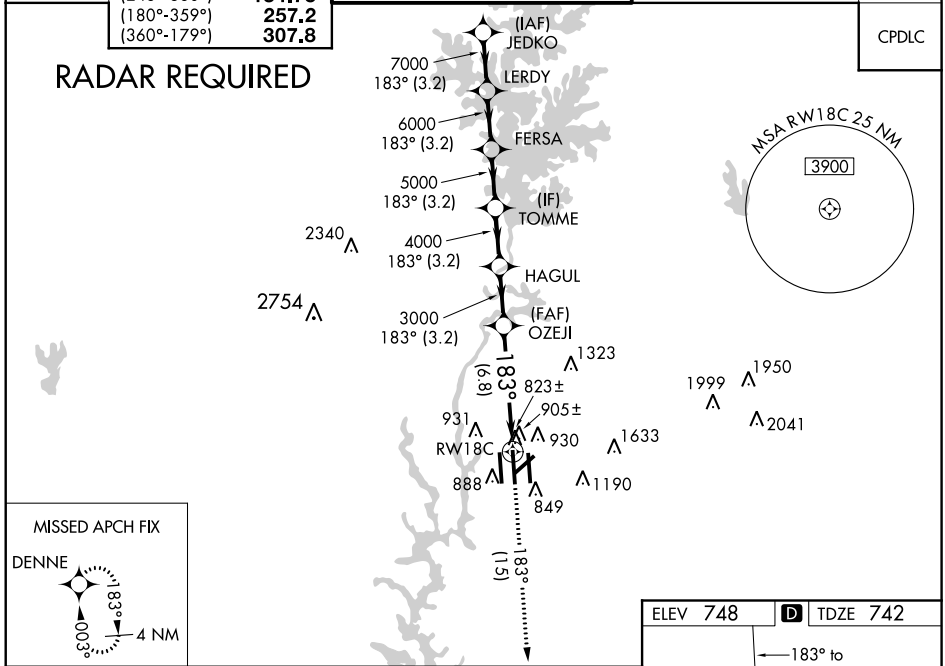 (180°-359°) 257.2
(360°-179°) 307.8
CPDLC
RADAR REQUIRED
(IAF)
JEDKO
7000
183° (3.2)
LERDY
6000
183° (3.2)
FERSA
5000
183° (3.2)
(IF)
TOMME
4000
183° (3.2)
HAGUL
3000
183° (3.2)
(FAF)
OZEJI
MSA RW18C 25 NM
3900
2340
2754
183°
(6.8)
1323
823±
905±
931
930
RW18C
1633
1999
1950
2041
888
849
1190
183°
(15)
MISSED APCH FIX
DENNE
183°
003°
4 NM
ELEV 748 D TDZE 742
183° to